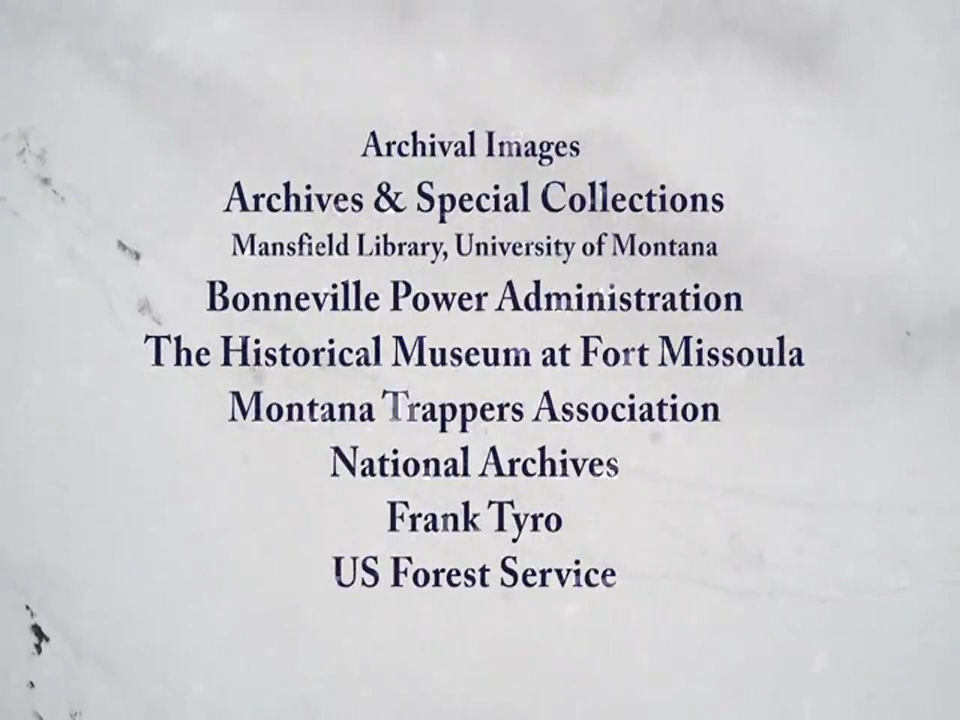 Archival Images
Archives & Special Collections
Mansfield Library, University of Montana
Bonneville Power Administration
The Historical Museum at Fort Missoula
Montana Trappers Association
National Archives
Frank Tyro
US Forest Service